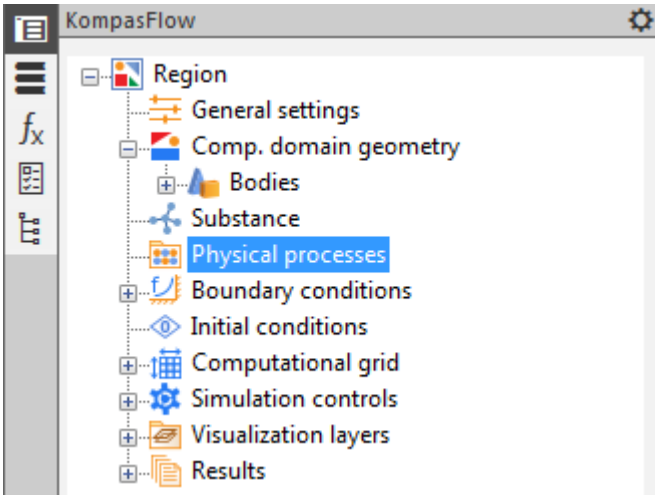 KompasFlow
Region
General settings
Comp. domain geometry
Bodies
Substance
Physical processes
Boundary conditions
Initial conditions
Computational grid
Simulation controls
Visualization layers
Results
fx